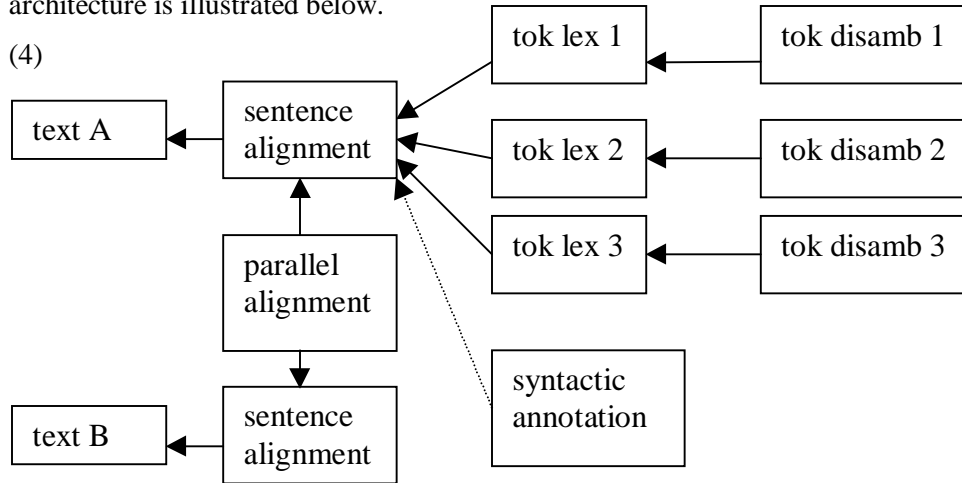 architecture is illustrated below.
(4)
tok lex 1
tok disamb 1
text A
sentence
alignment
tok lex 2
tok disamb 2
tok lex 3
tok disamb 3
parallel
alignment
syntactic
annotation
text B
sentence
alignment